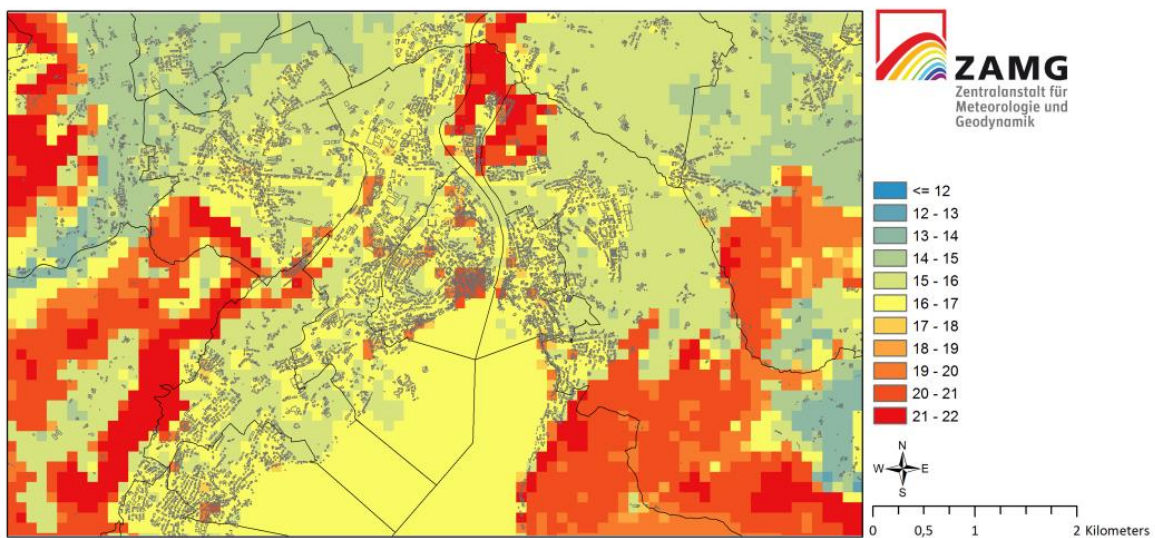 ZAMG
Zentralanstalt für
Meteorologie und
Geodynamik
<= 12
12 - 13
13 - 14
14 - 15
15 - 16
16 - 17
17 - 18
18 - 19
19 - 20
20 - 21
21 - 22
N
W E
S
0 0,5 1 2 Kilometers